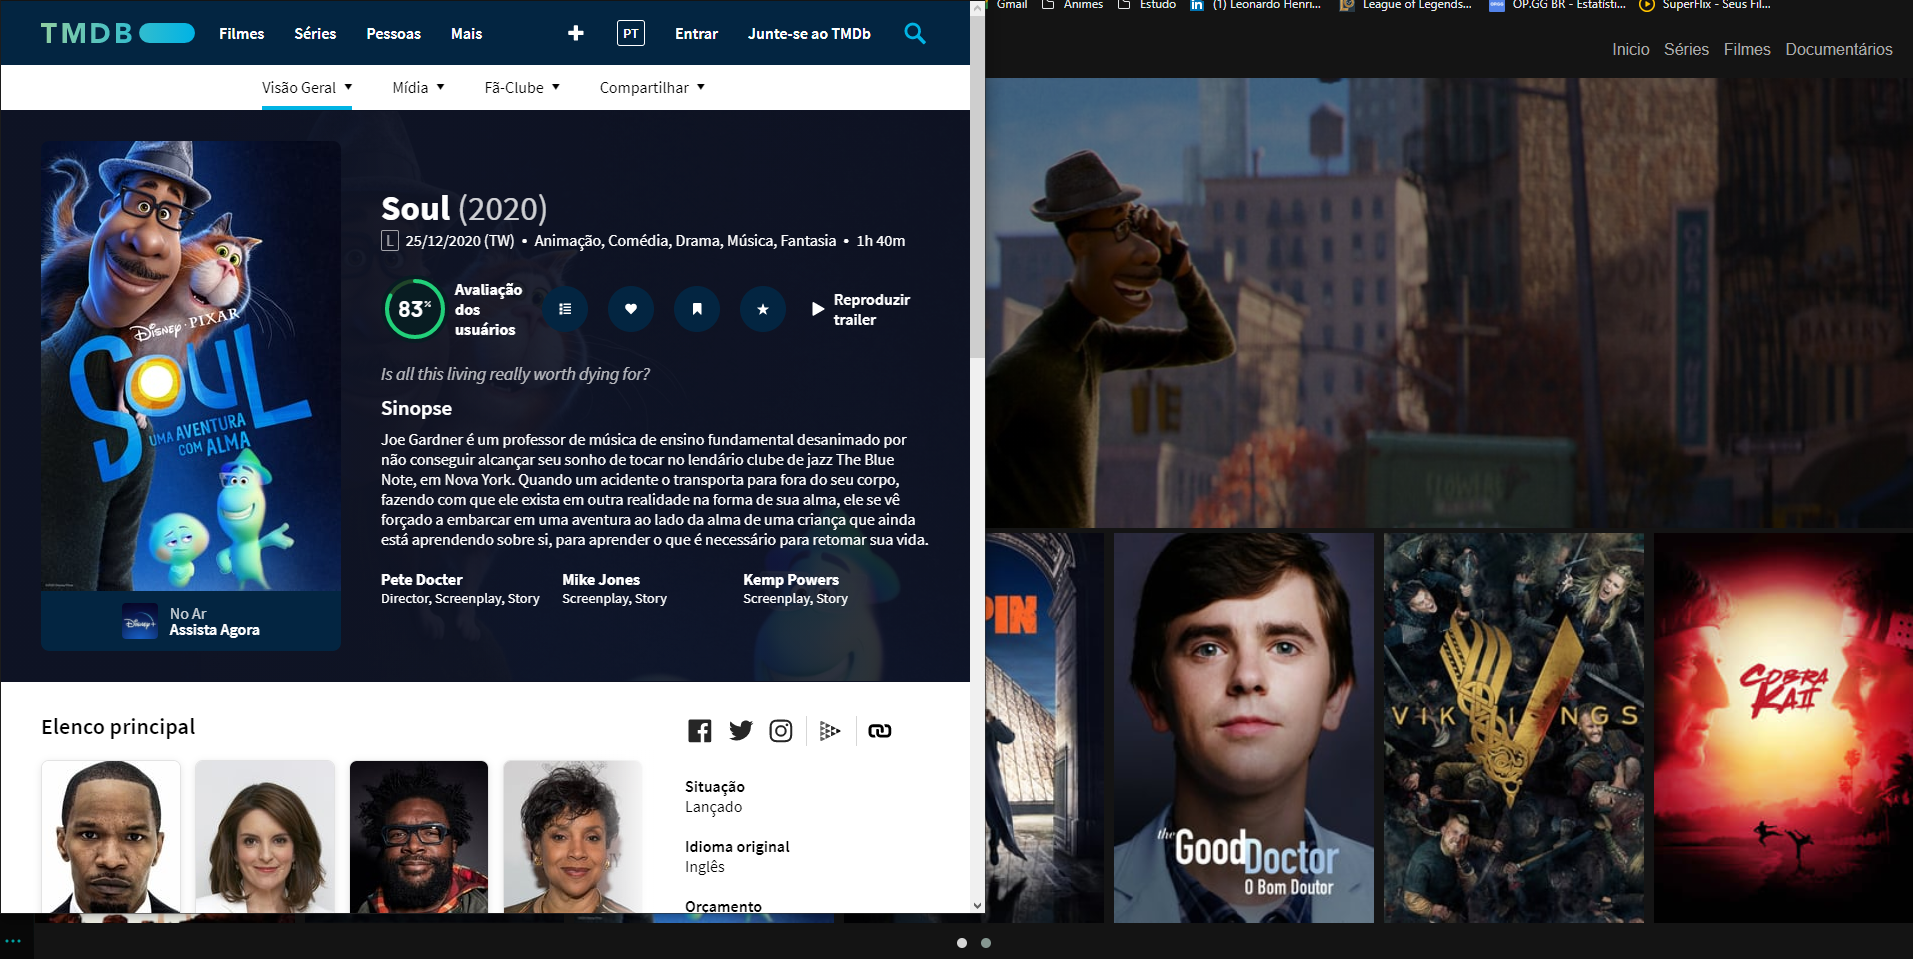 TMDB
Filmes
Séries
Pessoas
Mais
PT
Entrar
Junte-se ao TMDb
Visão Geral
Mídia
Fã-Clube
Compartilhar
DISNEY · PIXAR
SOUL
UMA AVENTURA
COM ALMA
No Ar
Assista Agora
Disney+
Soul (2020)
L 25/12/2020 (TW) • Animação, Comédia, Drama, Música, Fantasia • 1h 40m
83%
Avaliação
dos
usuários
Reproduzir
trailer
Is all this living really worth dying for?
Sinopse
Joe Gardner é um professor de música de ensino fundamental desanimado por
não conseguir alcançar seu sonho de tocar no lendário clube de jazz The Blue
Note, em Nova York. Quando um acidente o transporta para fora do seu corpo,
fazendo com que ele exista em outra realidade na forma de sua alma, ele se vê
forçado a embarcar em uma aventura ao lado da alma de uma criança que ainda
está aprendendo sobre si, para aprender o que é necessário para retomar sua vida.
Pete Docter
Director, Screenplay, Story
Mike Jones
Screenplay, Story
Kemp Powers
Screenplay, Story
Elenco principal
Situação
Lançado
Idioma original
Inglês
Orçamento
Gmail
Animes
Estudo
(1) Leonardo Henri...
League of Legends...
OP.GG BR - Estatísti...
SuperFlix - Seus Fil...
Inicio
Séries
Filmes
Documentários
BAKERY
FLOWERS
PIN
the
Good Doctor
O Bom Doutor
VIKINGS
COBRA
KAI